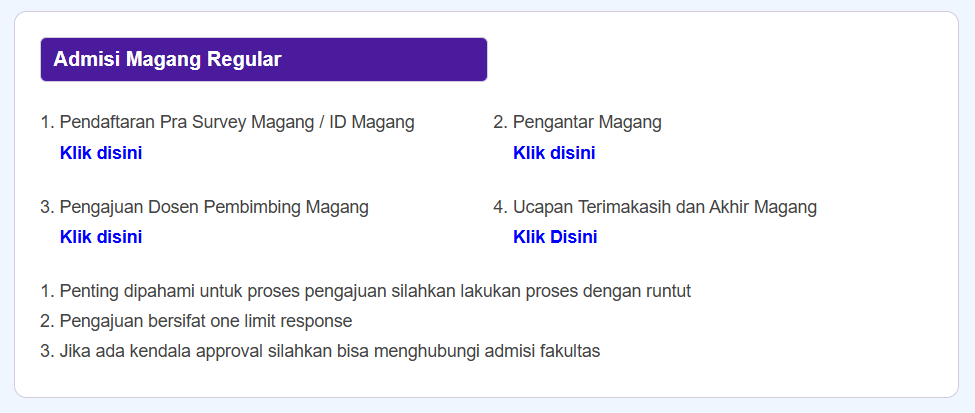 Admisi Magang Regular
1. Pendaftaran Pra Survey Magang / ID Magang
Klik disini
2. Pengantar Magang
Klik disini
3. Pengajuan Dosen Pembimbing Magang
Klik disini
4. Ucapan Terimakasih dan Akhir Magang
Klik Disini
1. Penting dipahami untuk proses pengajuan silahkan lakukan proses dengan runtut
2. Pengajuan bersifat one limit response
3. Jika ada kendala approval silahkan bisa menghubungi admisi fakultas